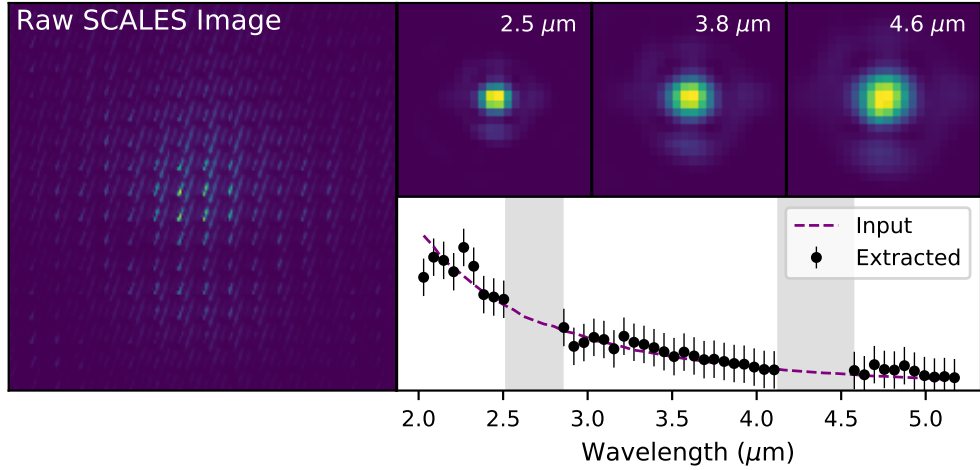 Raw SCALES Image
2.5 μm
3.8 μm
4.6 μm
Input
Extracted
2.0 2.5 3.0 3.5 4.0 4.5 5.0
Wavelength (μm)